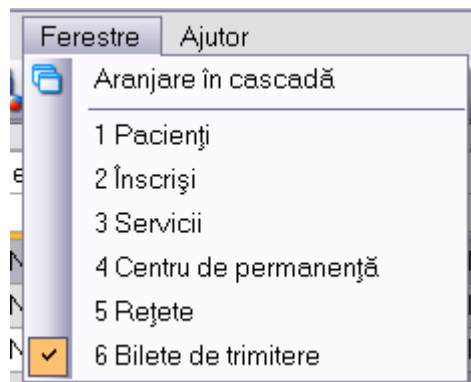 Ferestre Ajutor
Aranjare în cascadă
1 Pacienţi
2 Înscrişi
3 Servicii
4 Centru de permanenţă
5 Reţete
6 Bilete de trimitere